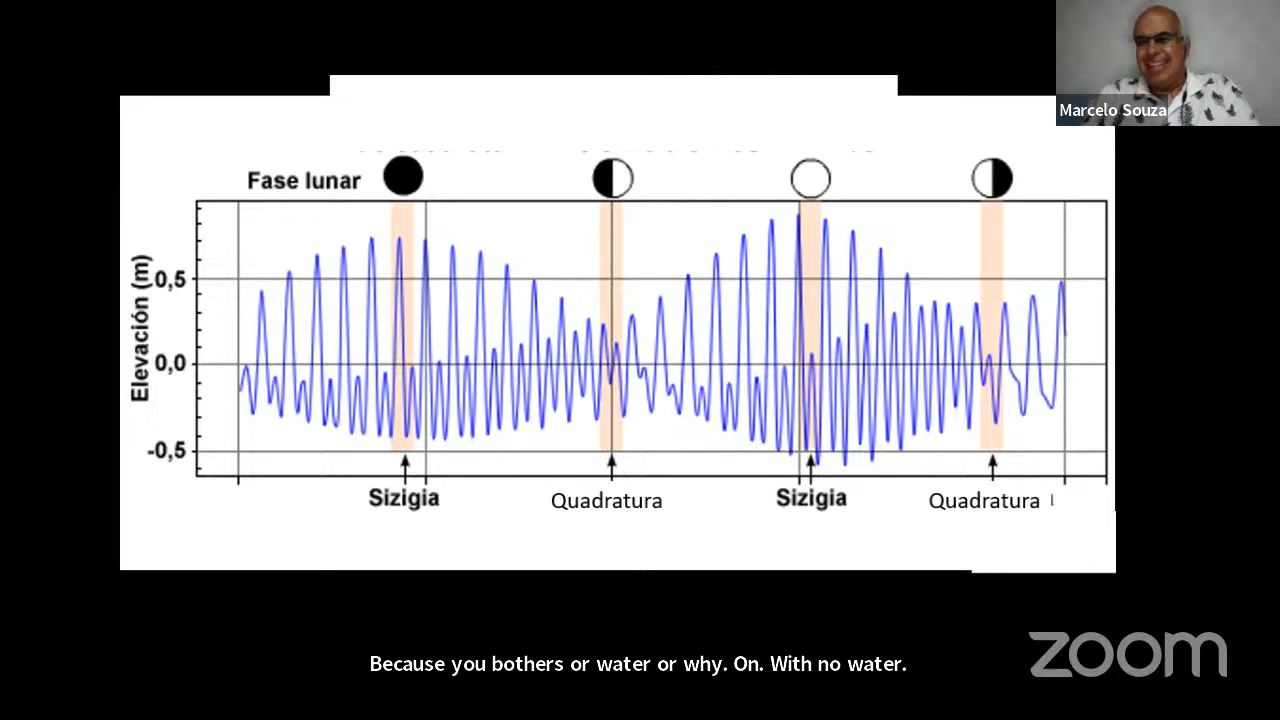 Marcelo Souza
Fase lunar
Elevación (m)
0,5
0,0
-0,5
Sizigia
Quadratura
Sizigia
Quadratura
Because you bothers or water or why. On. With no water.
zoom